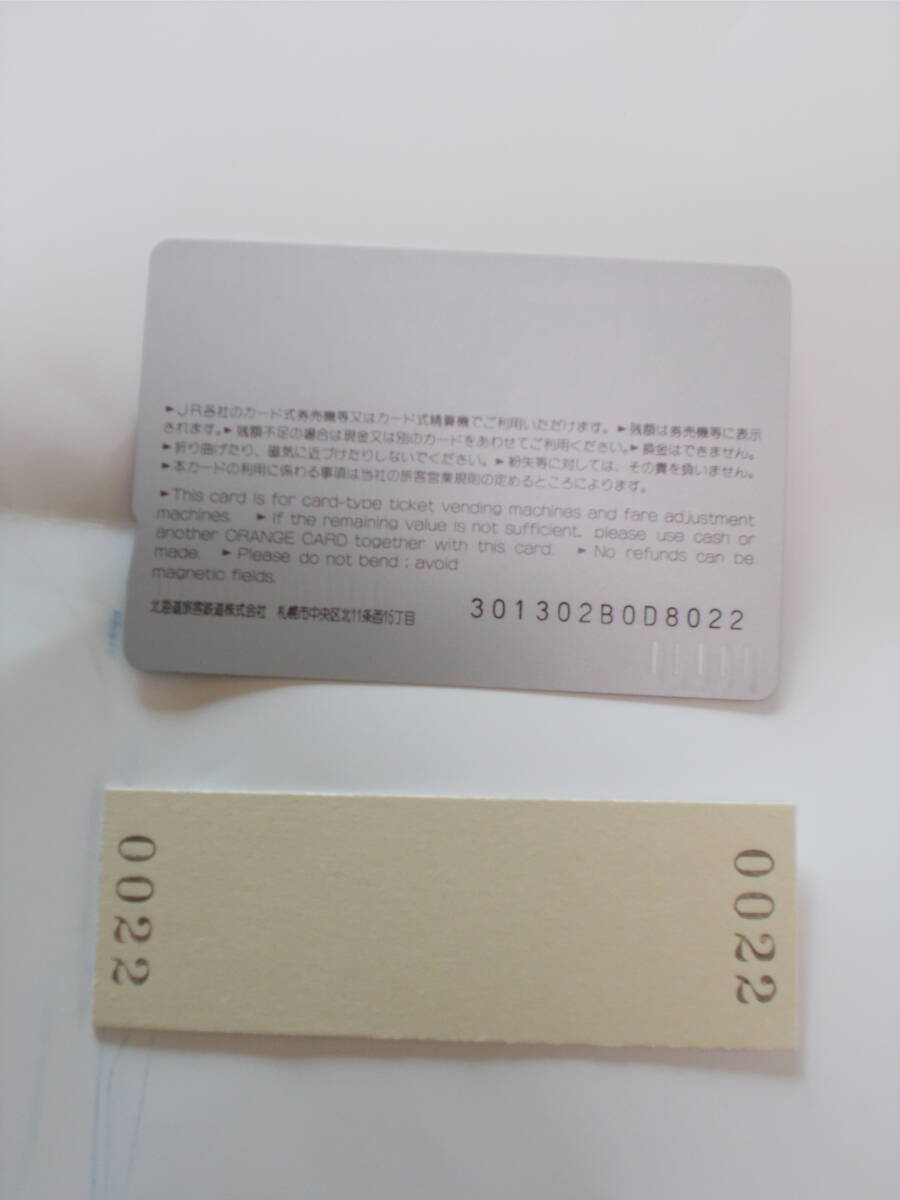 ►JR各社のカード式券売機等又はカード式精算機でご利用いただけます。►残額は券売機等に表示
されます。►残額不足の場合は現金又は別のカードをあわせてご利用ください。►換金はできません。
►折り曲げたり、磁気に近づけたりしないでください。►紛失等に対しては、その責を負いません。
►本カードの利用に係わる事項は当社の旅客営業規則の定めるところによります。
►This card is for card-type ticket vending machines and fare adjustment
machines. ►If the remaining value is not sufficient, please use cash or
another ORANGE CARD together with this card. ►No refunds can be
made. ►Please do not bend; avoid
magnetic fields.
北海道旅客鉄道株式会社 札幌市中央区北11条西15丁目 301302B0D8022
0022
0022